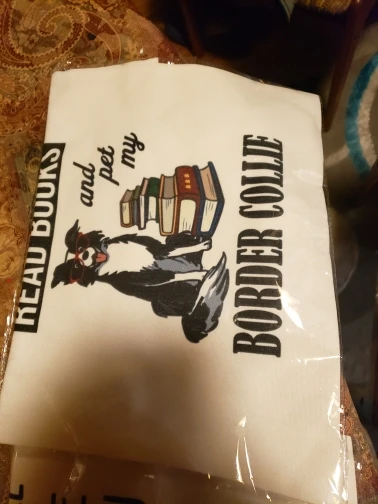 READ BOOKS
and
pet
my
BORDER COLLIE